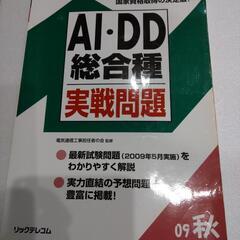 国家資格取得の決定版!
AI・DD
総合種
実戦問題
電気通信工事担任者の会 監修
●最新試験問題(2009年5月実施)を
わかりやすく解説
●実力直結の予想問題
豊富に掲載!
09秋
リックテレコム